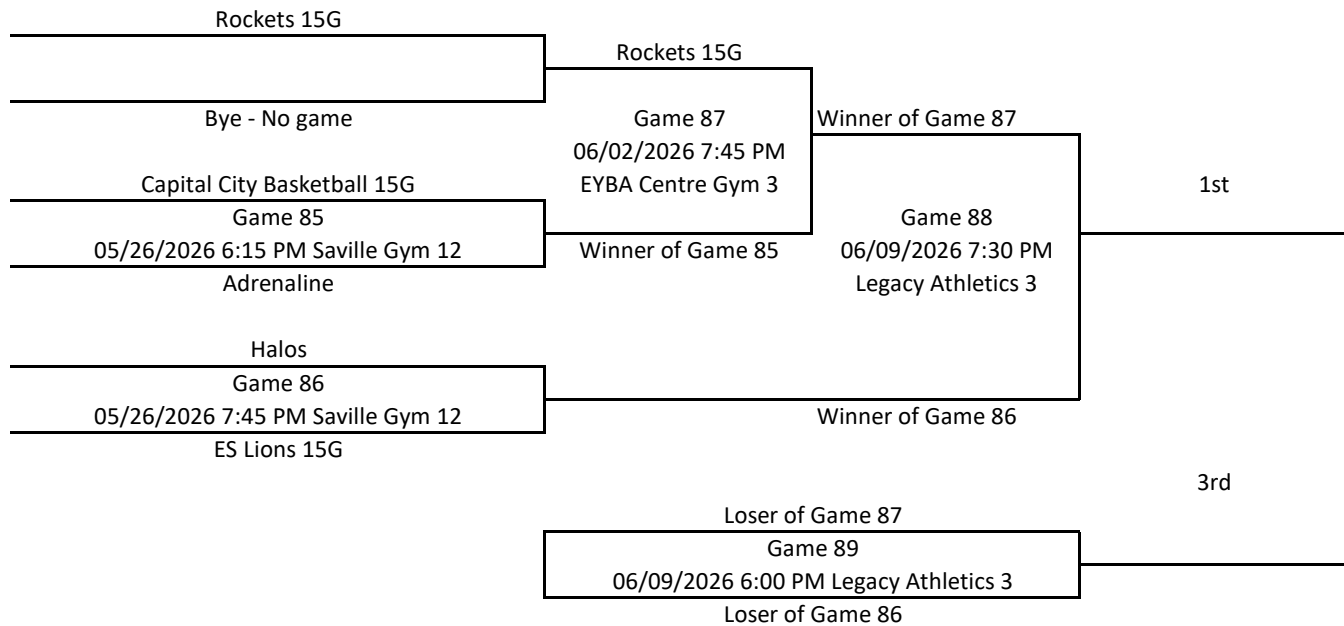 Rockets 15G
Rockets 15G
Bye - No game
Game 87
06/02/2026 7:45 PM
EYBA Centre Gym 3
Winner of Game 87
Capital City Basketball 15G
Game 85
05/26/2026 6:15 PM Saville Gym 12
Adrenaline
Winner of Game 85
Game 88
06/09/2026 7:30 PM
Legacy Athletics 3
1st
Halos
Game 86
05/26/2026 7:45 PM Saville Gym 12
ES Lions 15G
Winner of Game 86
3rd
Loser of Game 87
Game 89
06/09/2026 6:00 PM Legacy Athletics 3
Loser of Game 86